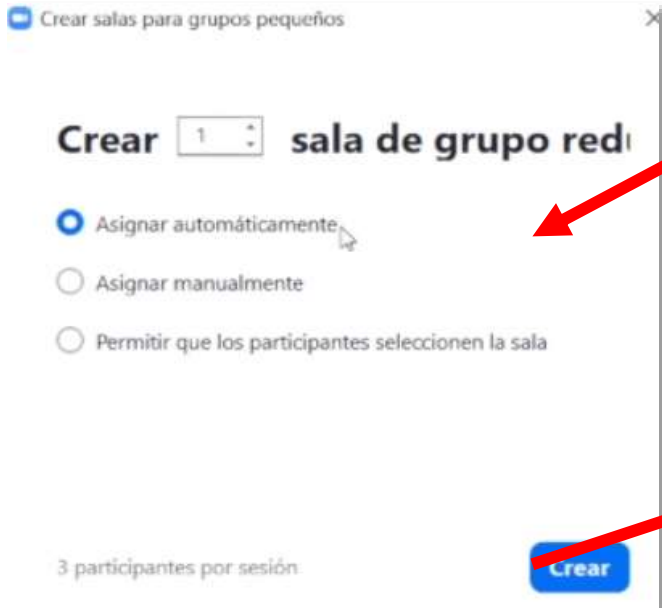 Crear salas para grupos pequeños
Crear 1 sala de grupo
Asignar automáticamente
Asignar manualmente
Permitir que los participantes seleccionen la sala
3 participantes por sesión
Crear